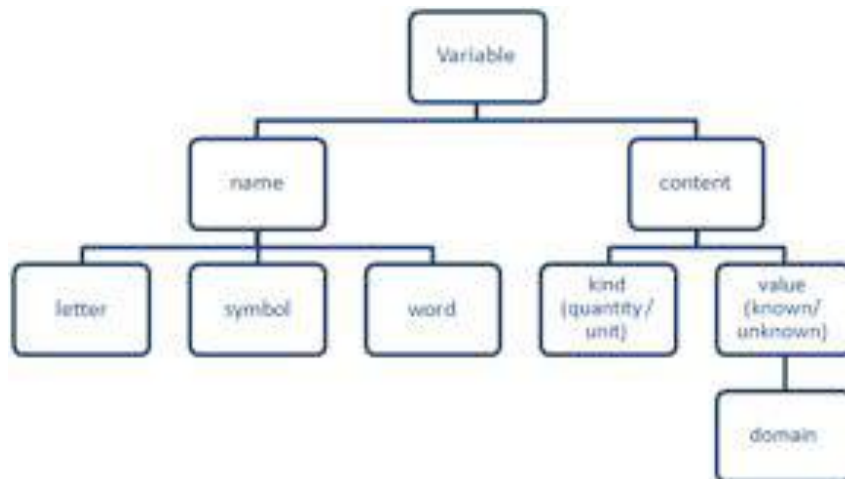 Variable
name
content
letter
symbol
word
kind
(quantity/
unit)
value
(known/
unknown)
domain